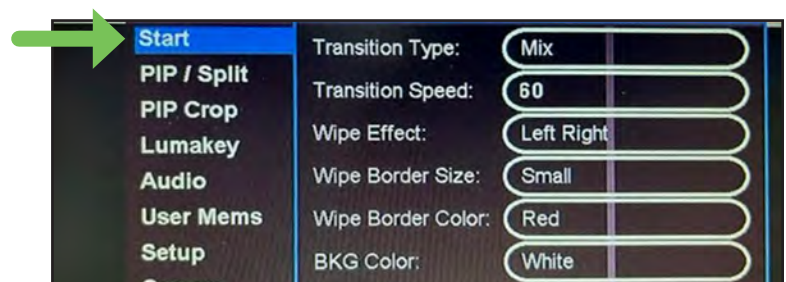 Start
PIP / Split
PIP Crop
Lumakey
Audio
User Mems
Setup
Transition Type: Mix
Transition Speed: 60
Wipe Effect: Left Right
Wipe Border Size: Small
Wipe Border Color: Red
BKG Color: White